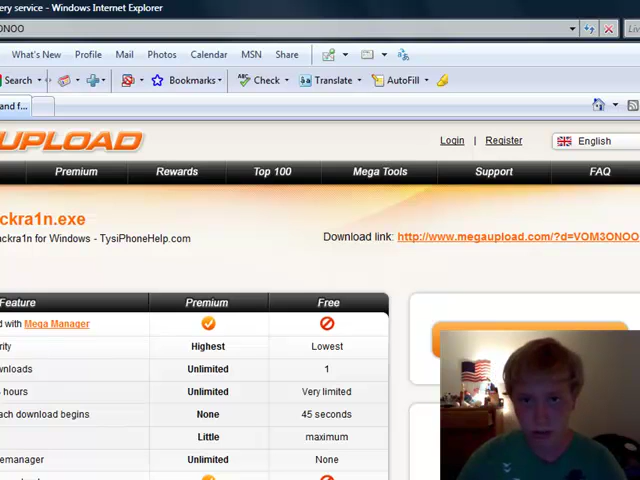 ery service - Windows Internet Explorer
ONOO
What's New Profile Mail Photos Calendar MSN Share
Search Bookmarks Check Translate AutoFill
and f...
UPLOAD
Login | Register English
Premium Rewards Top 100 Mega Tools Support FAQ
ckra1n.exe
ckra1n for Windows - TysiPhoneHelp.com
Download link: http://www.megaupload.com/?d=VOM3ONOO
Feature Premium Free
d with Mega Manager
rity Highest Lowest
wnloads Unlimited 1
hours Unlimited Very limited
ach download begins None 45 seconds
Little maximum
emanager Unlimited None